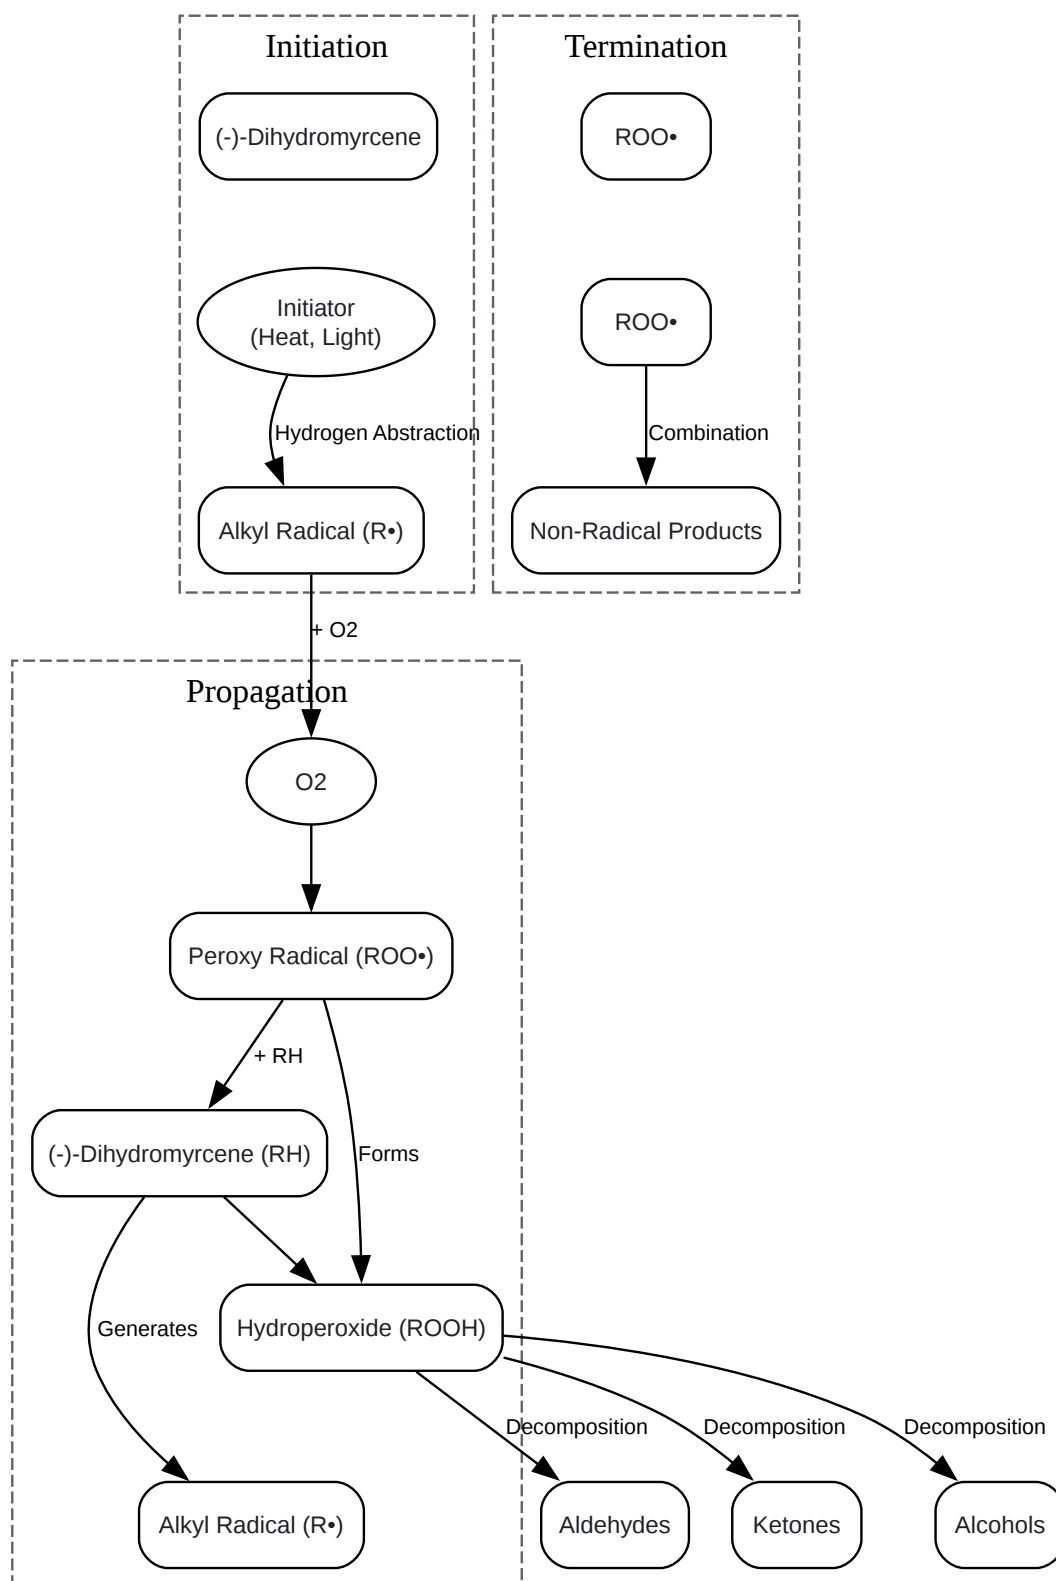 Initiation
(-)-Dihydromyrcene
Initiator
(Heat, Light)
Hydrogen Abstraction
Alkyl Radical (R•)
Termination
ROO•
ROO•
Combination
Non-Radical Products
+ O2
Propagation
O2
Peroxy Radical (ROO•)
+ RH
(-)-Dihydromyrcene (RH)
Forms
Generates
Hydroperoxide (ROOH)
Decomposition
Decomposition
Decomposition
Alkyl Radical (R•)
Aldehydes
Ketones
Alcohols